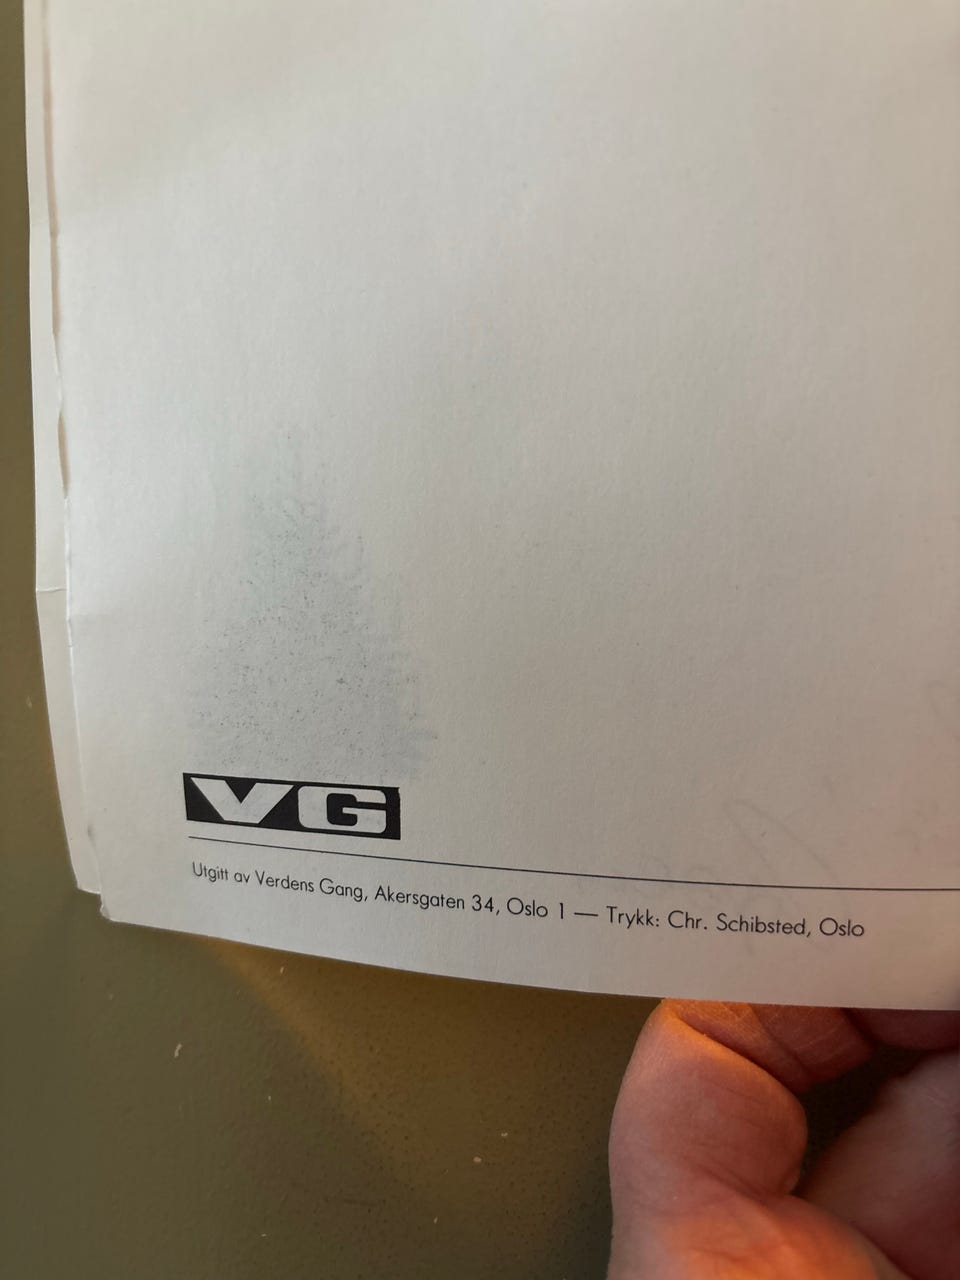 VG
Utgitt av Verdens Gang, Akersgaten 34, Oslo 1 — Trykk: Chr. Schibsted, Oslo